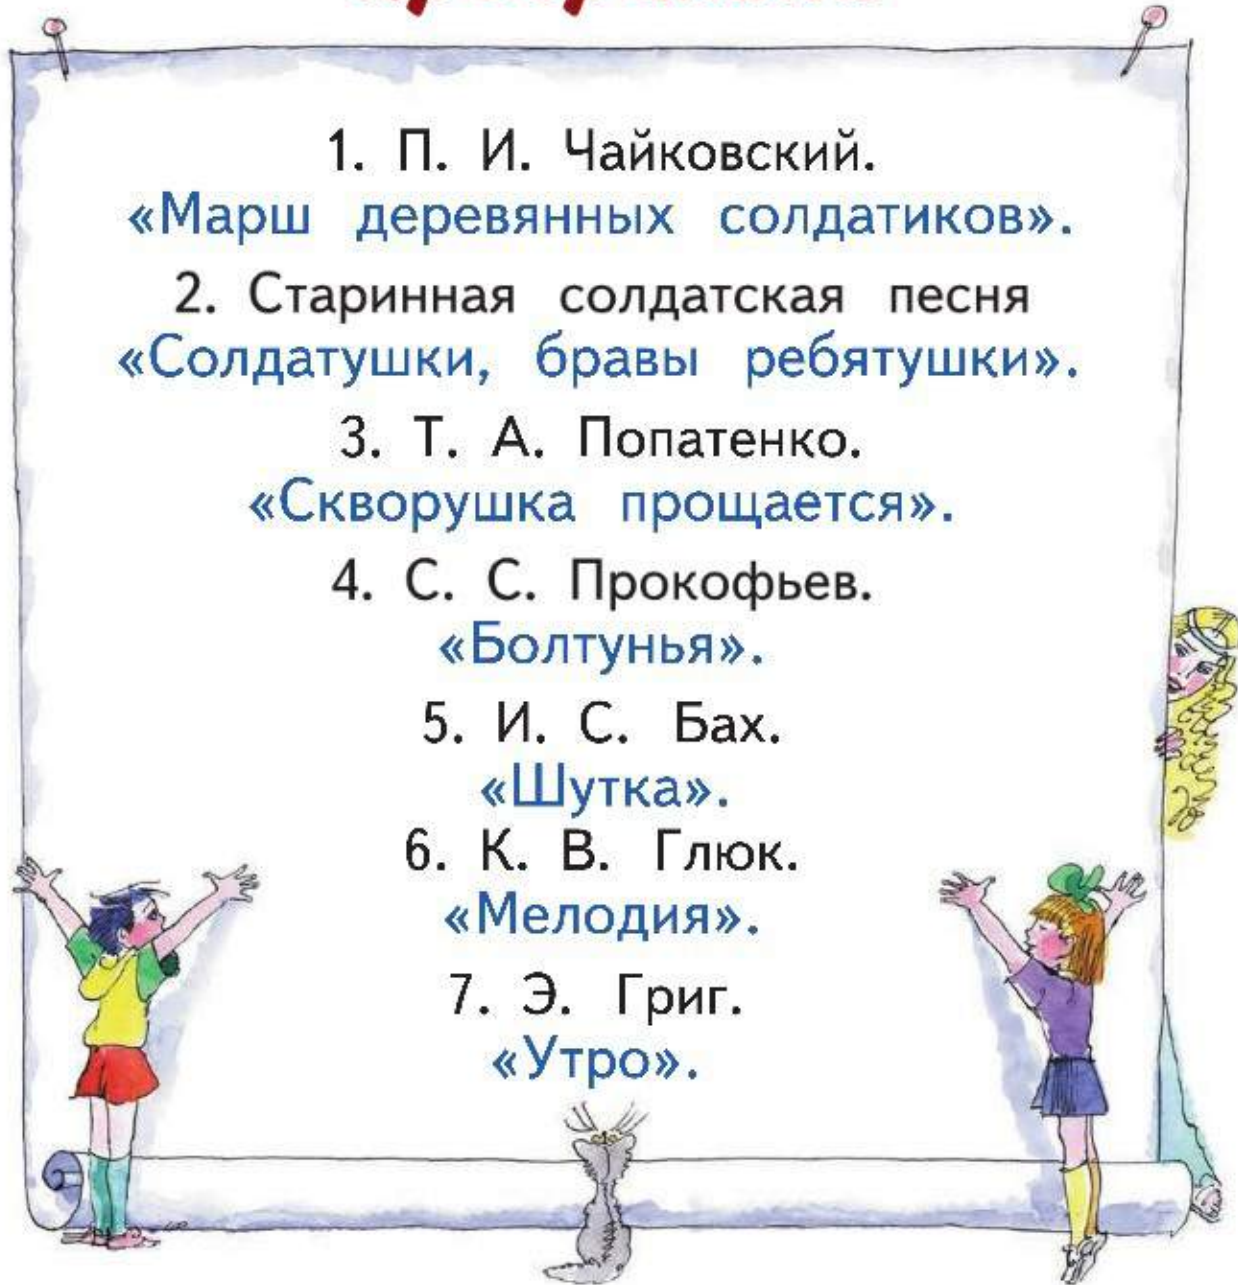 1. П. И. Чайковский.
«Марш деревянных солдатиков».
2. Старинная солдатская песня
«Солдатушки, бравы ребятушки».
3. Т. А. Попатенко.
«Скворушка прощается».
4. С. С. Прокофьев.
«Болтунья».
5. И. С. Бах.
«Шутка».
6. К. В. Глюк.
«Мелодия».
7. Э. Григ.
«Утро».